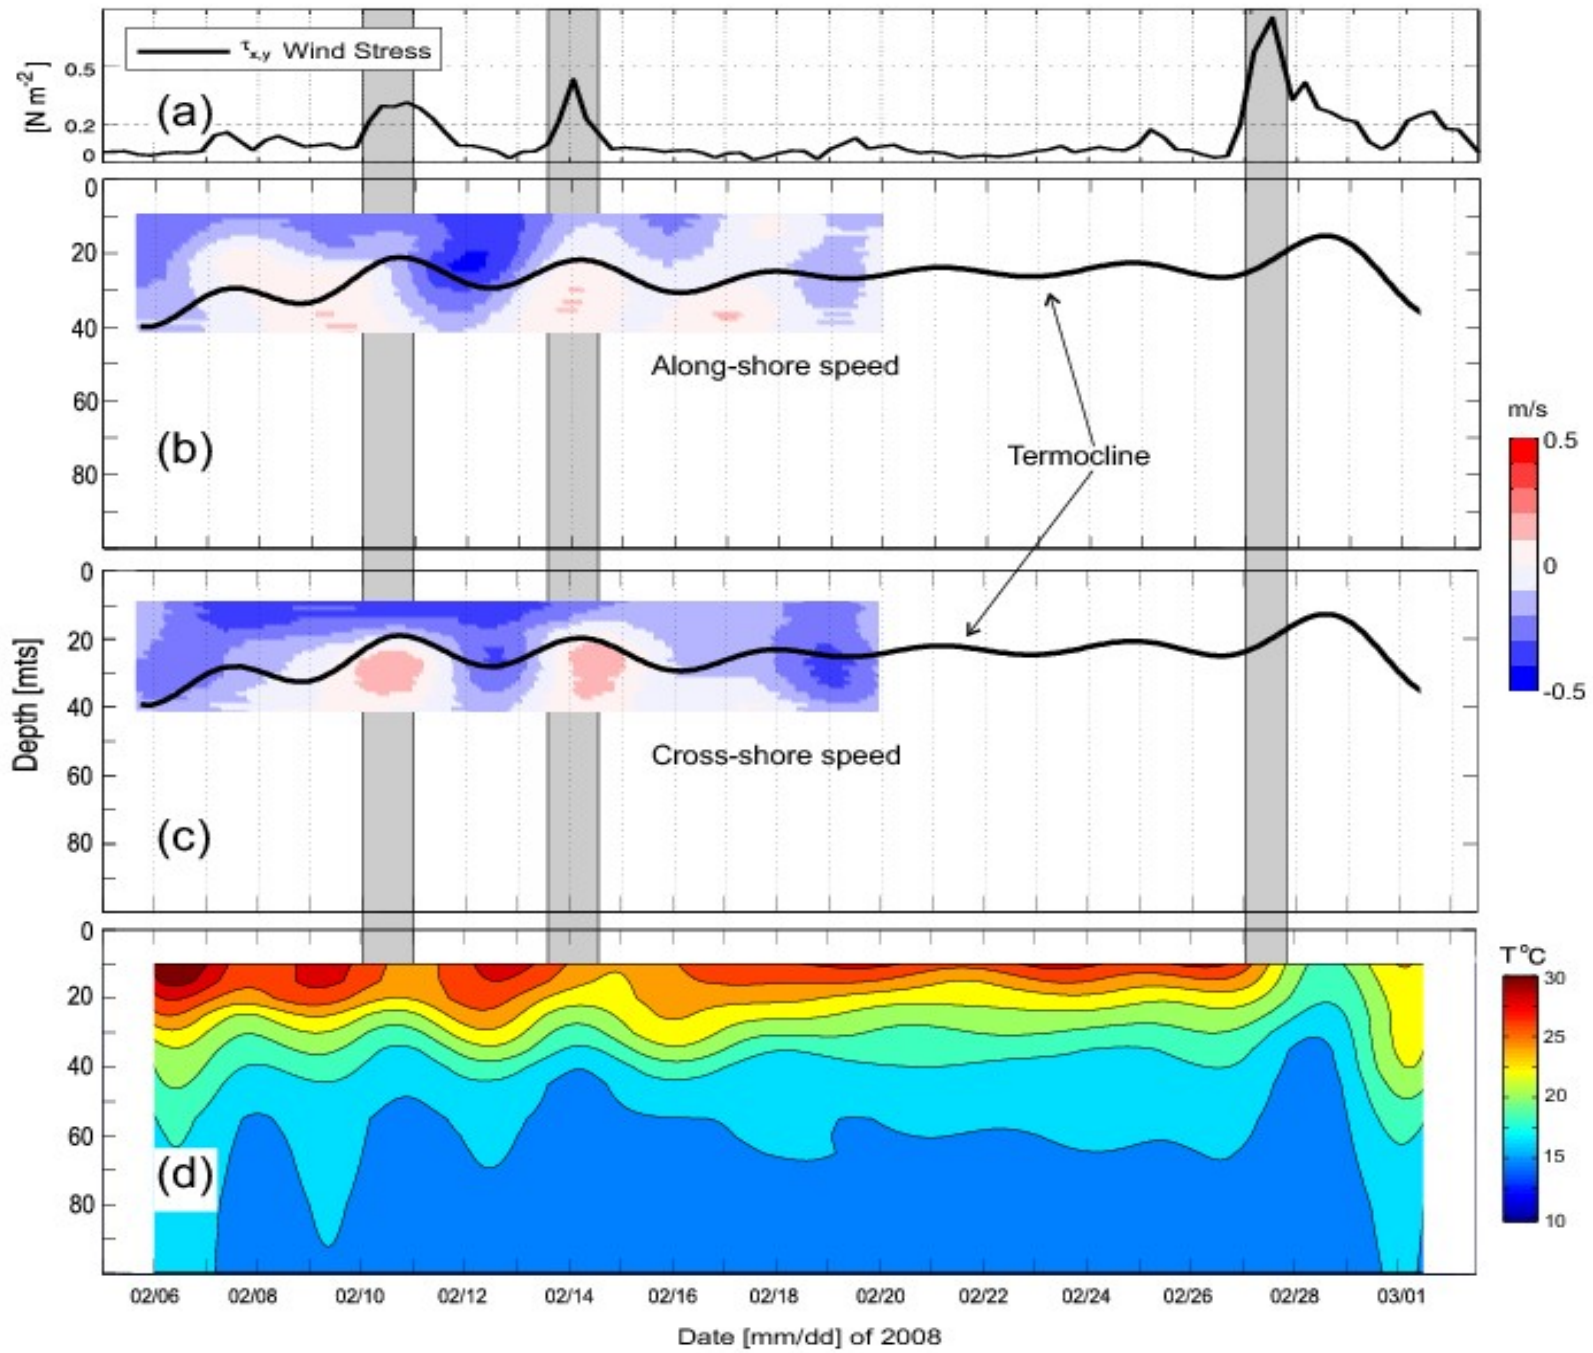 τx,y Wind Stress
[N m-2]
0.5
0.2
0
(a)
0
20
40
60
80
Along-shore speed
(b)
Termocline
m/s
0.5
0
-0.5
Depth [mts]
0
20
40
60
80
Cross-shore speed
(c)
0
20
40
60
80
(d)
T°C
30
25
20
15
10
02/06 02/08 02/10 02/12 02/14 02/16 02/18 02/20 02/22 02/24 02/26 02/28 03/01
Date [mm/dd] of 2008